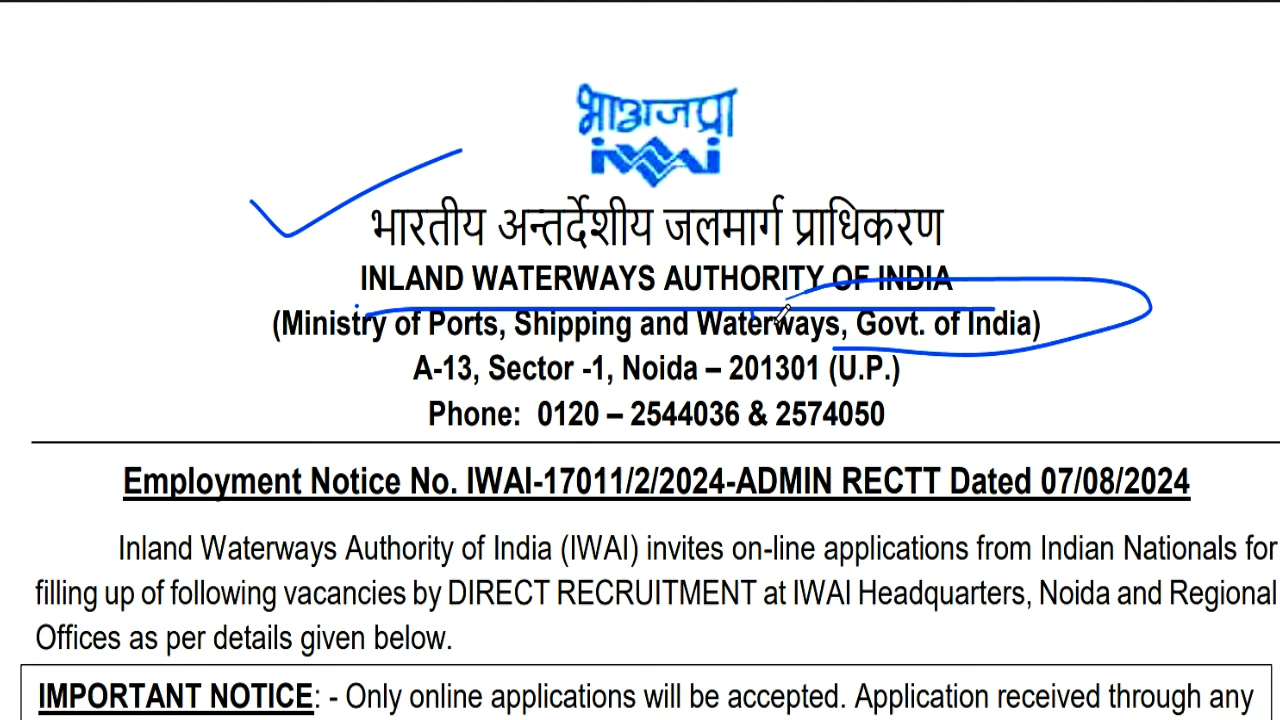 भाअजप्रा
iWAI
भारतीय अन्तर्देशीय जलमार्ग प्राधिकरण
INLAND WATERWAYS AUTHORITY OF INDIA
(Ministry of Ports, Shipping and Waterways, Govt. of India)
A-13, Sector -1, Noida – 201301 (U.P.)
Phone: 0120 – 2544036 & 2574050
Employment Notice No. IWAI-17011/2/2024-ADMIN RECTT Dated 07/08/2024
Inland Waterways Authority of India (IWAI) invites on-line applications from Indian Nationals for
filling up of following vacancies by DIRECT RECRUITMENT at IWAI Headquarters, Noida and Regional
Offices as per details given below.
IMPORTANT NOTICE: - Only online applications will be accepted. Application received through any